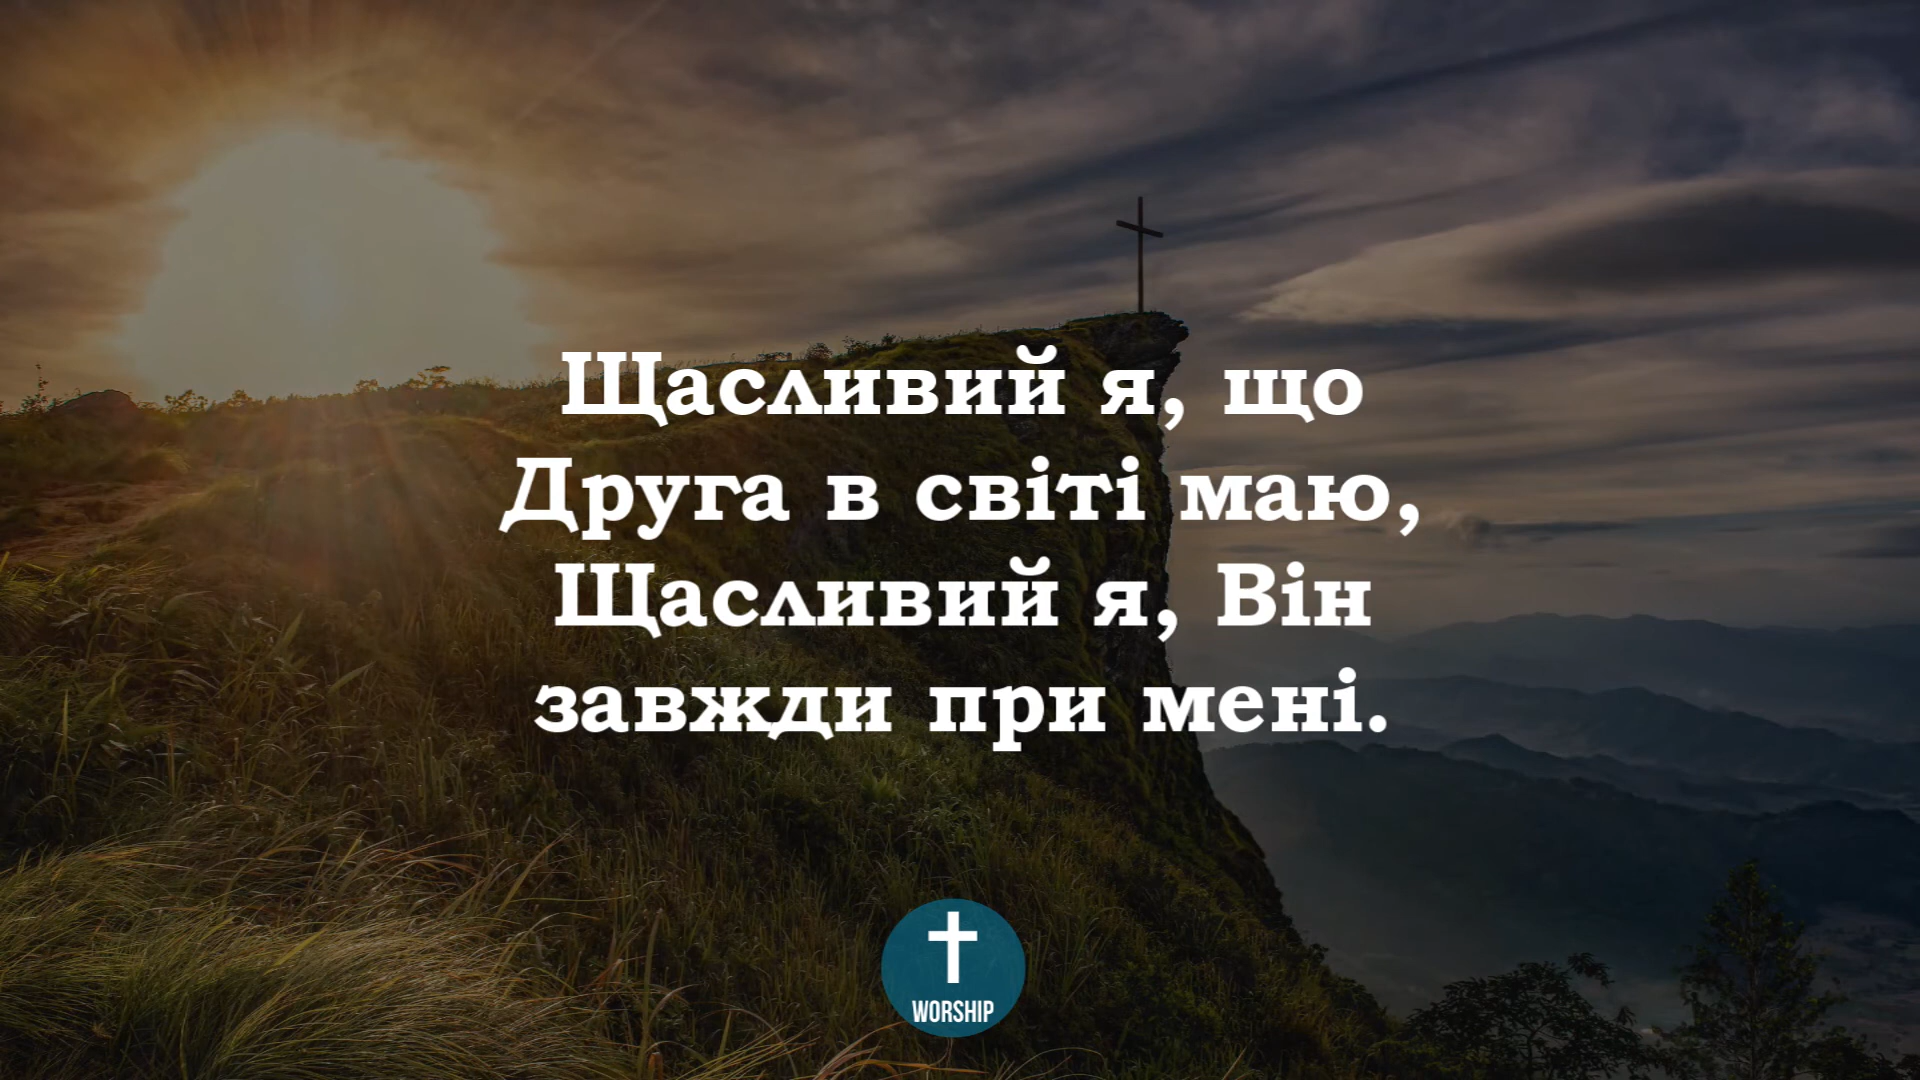 Щасливий я, що
Друга в світі маю,
Щасливий я, Він
завжди при мені.
WORSHIP